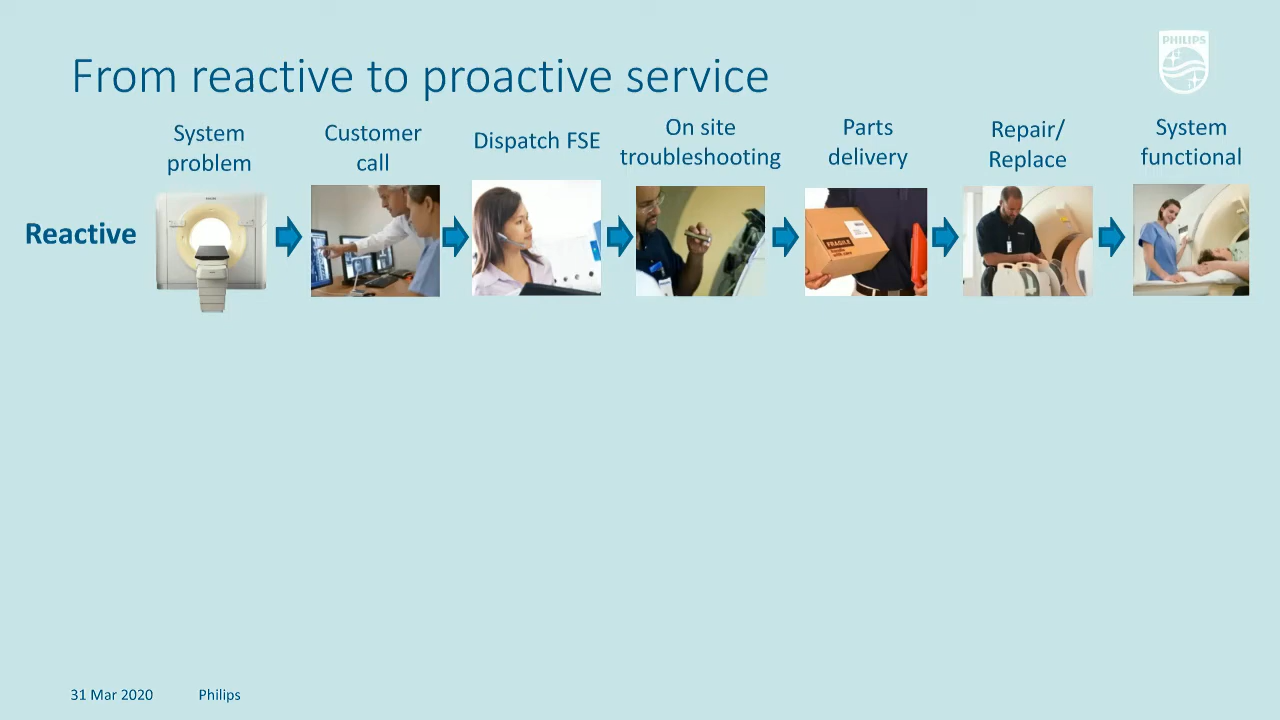 From reactive to proactive service
PHILIPS
System
problem
Customer
call
Dispatch FSE
On site
troubleshooting
Parts
delivery
Repair/
Replace
System
functional
Reactive
FRAGILE
31 Mar 2020
Philips